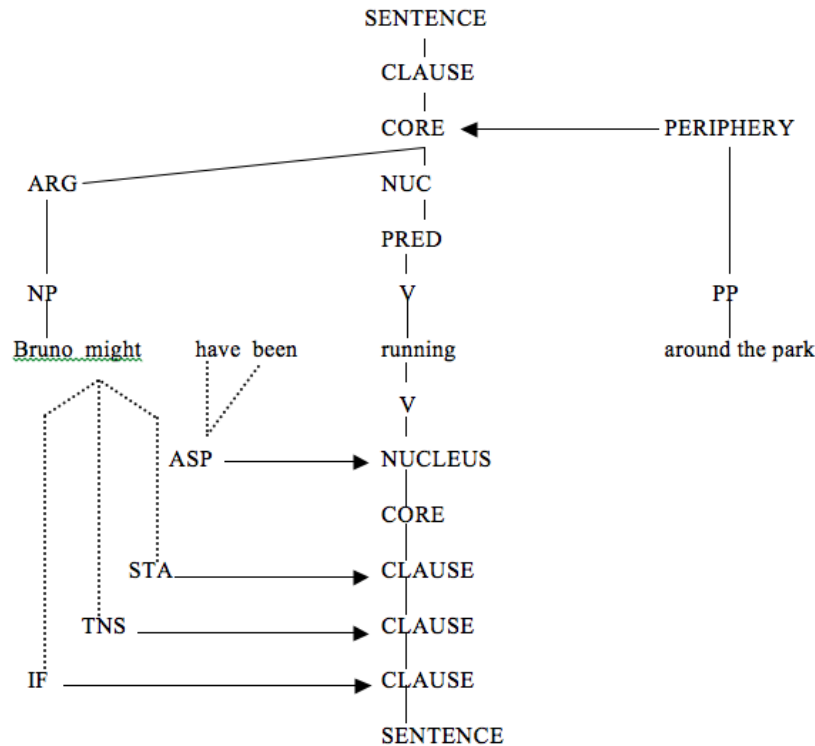 SENTENCE
CLAUSE
CORE PERIPHERY
ARG NUC
PRED
NP V PP
Bruno might have been running around the park
V
ASP NUCLEUS
CORE
STA CLAUSE
TNS CLAUSE
IF CLAUSE
SENTENCE